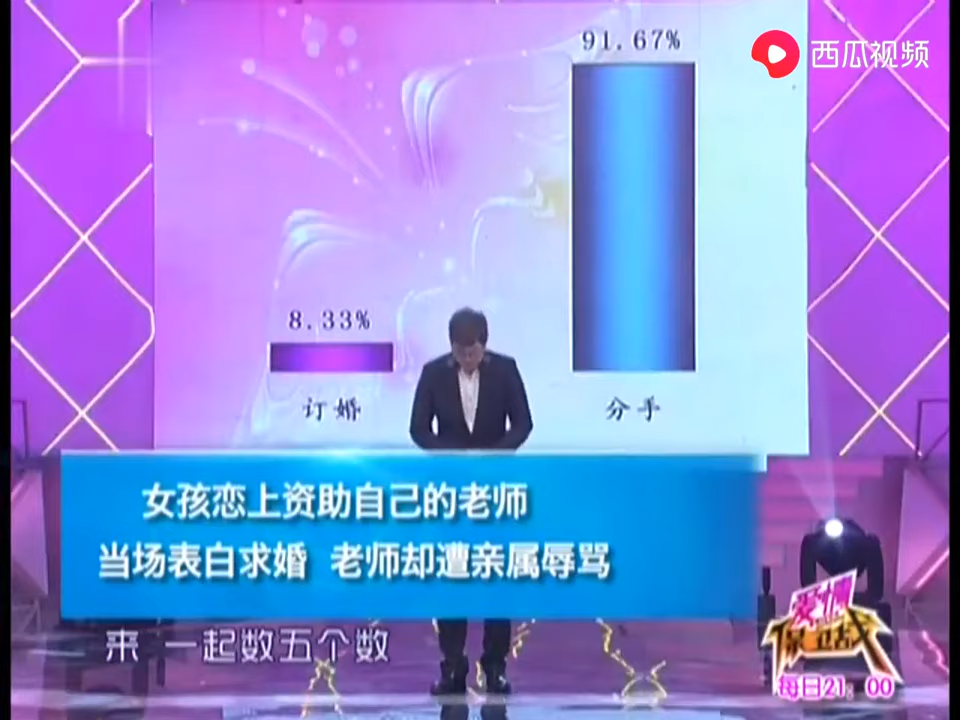 91.67%
西瓜视频
8.33%
订婚
分手
女孩恋上资助自己的老师
当场表白求婚 老师却遭亲属辱骂
来 一起数五个数
爱情
保卫战
每日21：00